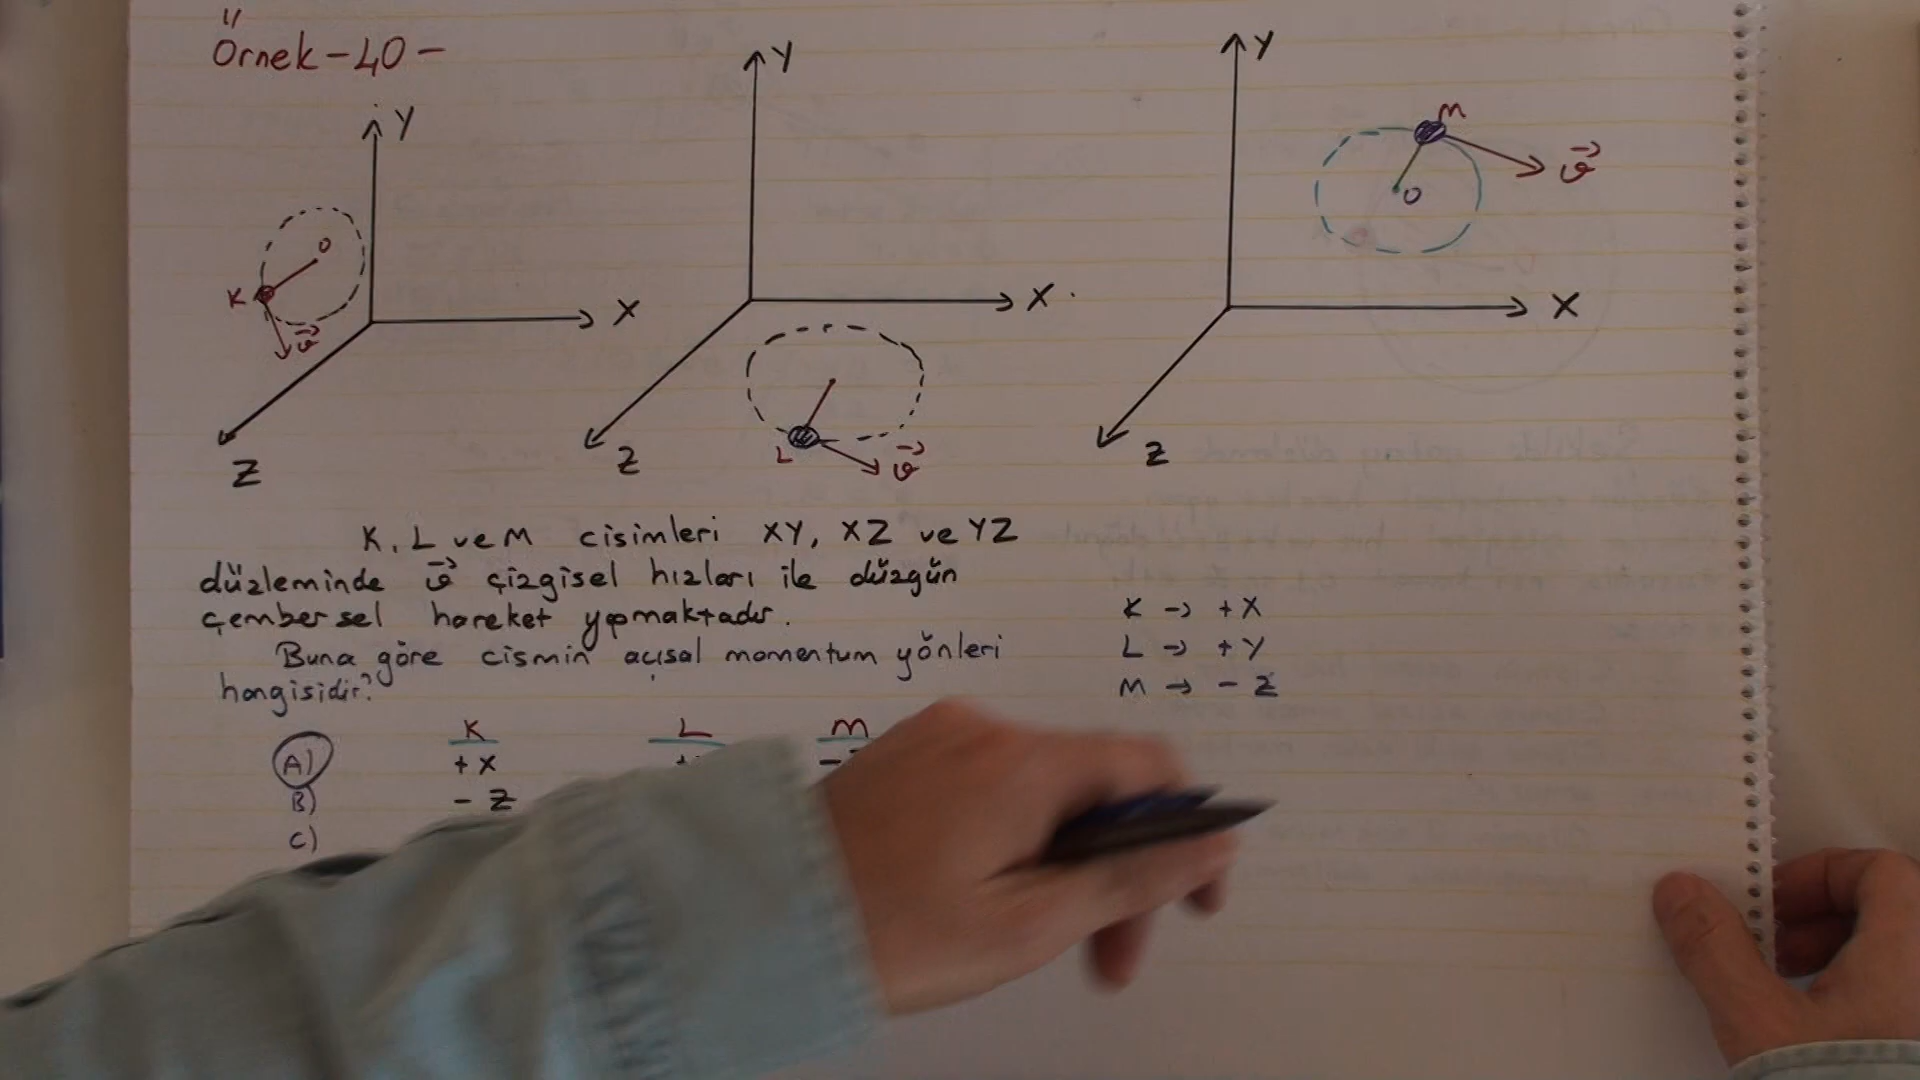 Örnek-40-
Y
X
Z
K
O
v
Y
X.
Z
L
v
Y
X
Z
M
O
v
K, L ve M cisimleri XY, XZ ve YZ
düzleminde v çizgisel hızları ile düzgün
çembersel hareket yapmaktadır.
Buna göre cismin açısal momentum yönleri
hangisidir?
K → +X
L → +Y
M → -Z
K L M
A) +X
B) -Z
C)